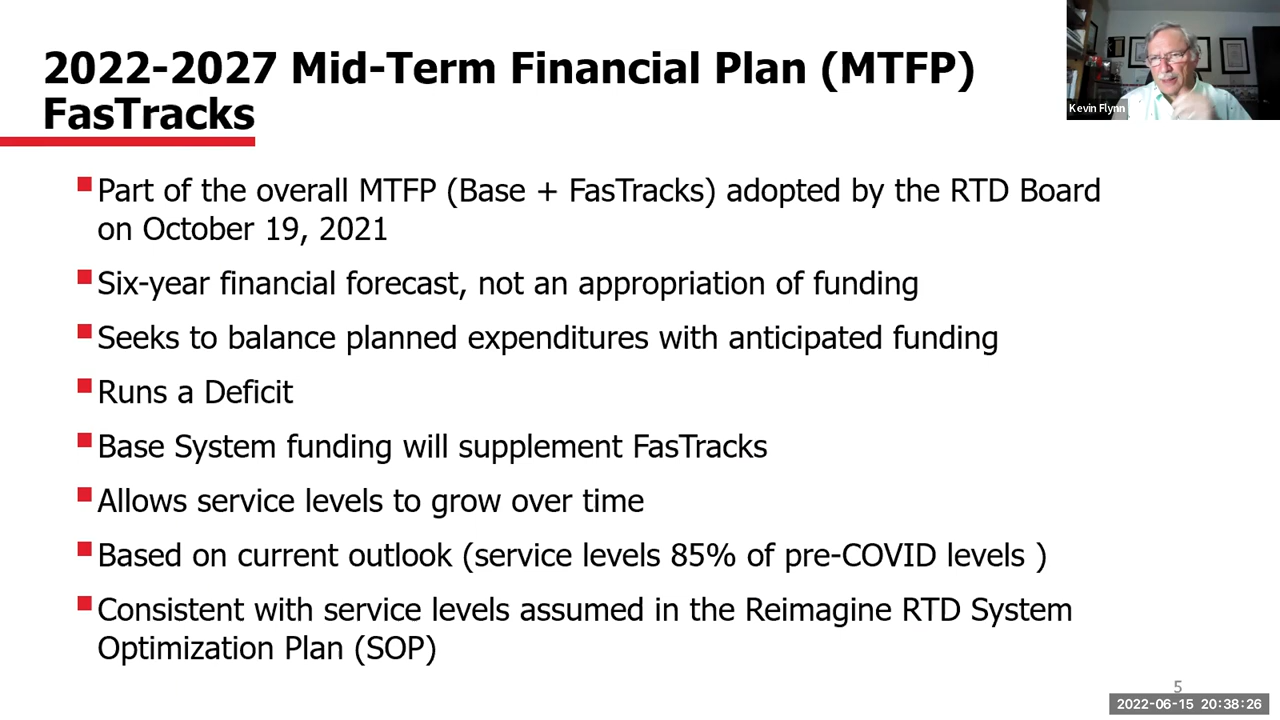 2022-2027 Mid-Term Financial Plan (MTFP)
FasTracks
Kevin Flynn
Part of the overall MTFP (Base + FasTracks) adopted by the RTD Board
on October 19, 2021
Six-year financial forecast, not an appropriation of funding
Seeks to balance planned expenditures with anticipated funding
Runs a Deficit
Base System funding will supplement FasTracks
Allows service levels to grow over time
Based on current outlook (service levels 85% of pre-COVID levels )
Consistent with service levels assumed in the Reimagine RTD System
Optimization Plan (SOP)
5
2022-06-15 20:38:26